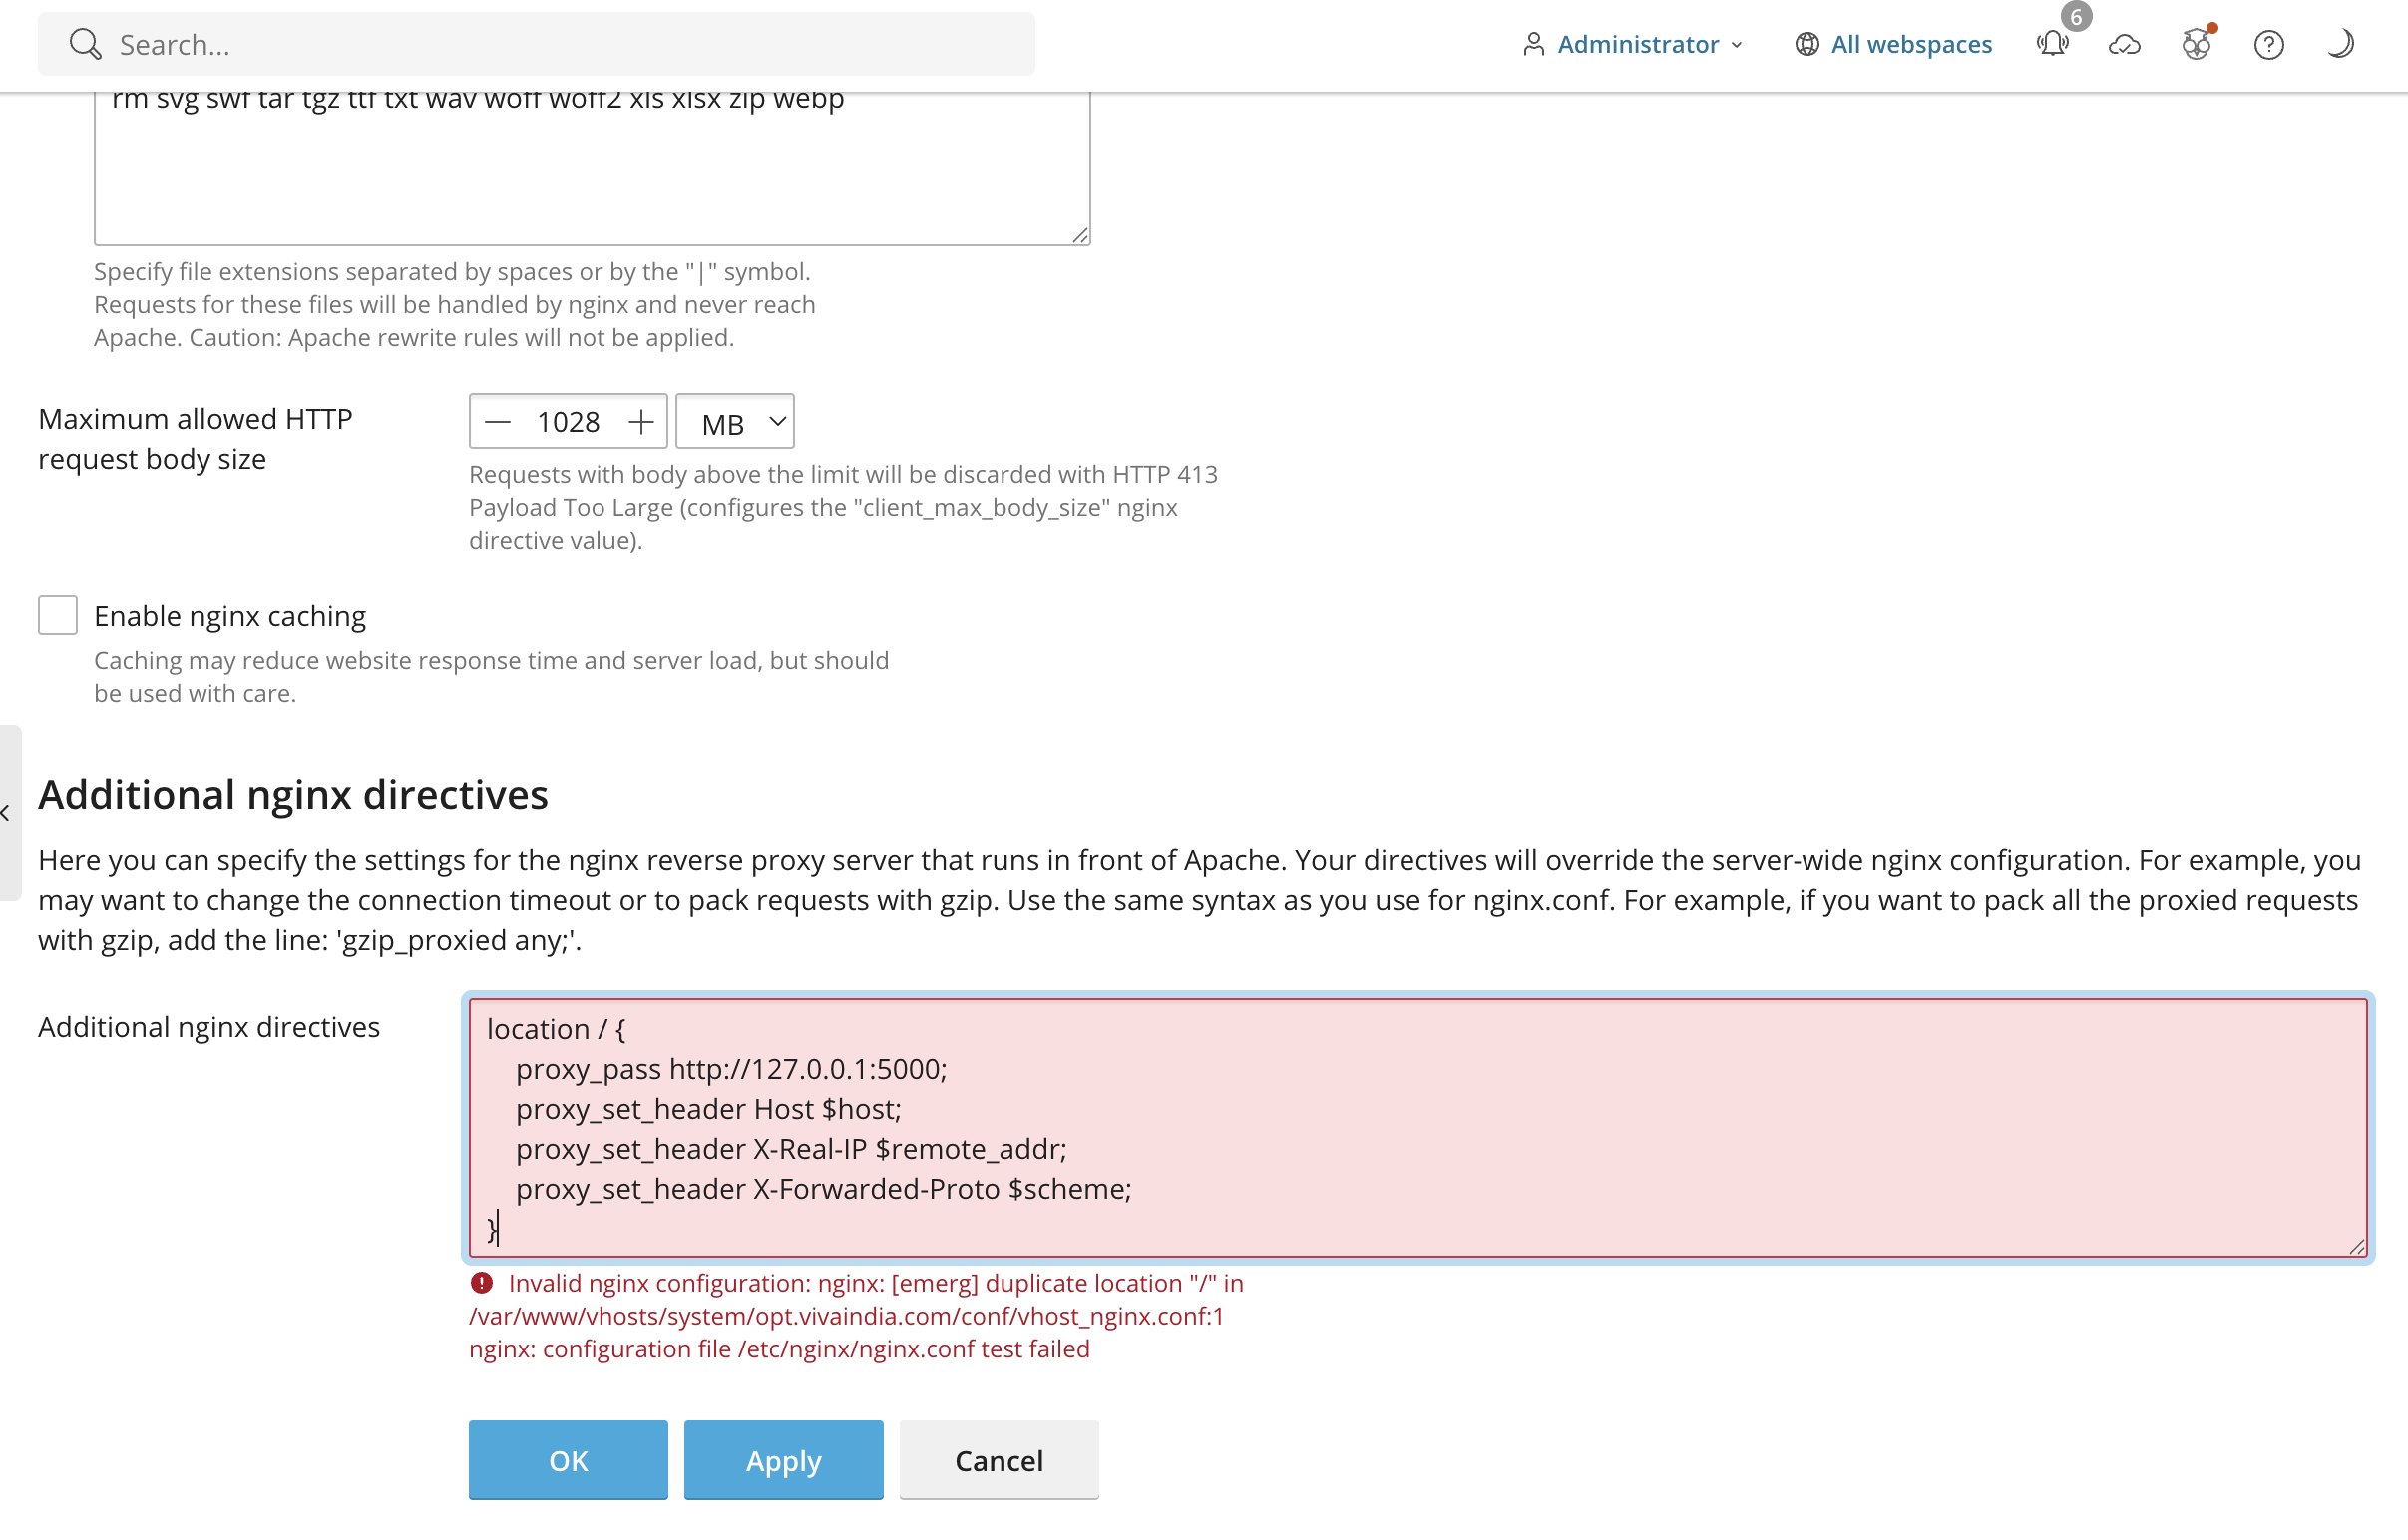 Search...
Administrator
All webspaces
6
rm svg swf tar tgz ttf txt wav woff woff2 xls xlsx zip webp
Specify file extensions separated by spaces or by the "|" symbol.
Requests for these files will be handled by nginx and never reach
Apache. Caution: Apache rewrite rules will not be applied.
Maximum allowed HTTP
request body size
1028
MB
Requests with body above the limit will be discarded with HTTP 413
Payload Too Large (configures the "client_max_body_size" nginx
directive value).
Enable nginx caching
Caching may reduce website response time and server load, but should
be used with care.
Additional nginx directives
Here you can specify the settings for the nginx reverse proxy server that runs in front of Apache. Your directives will override the server-wide nginx configuration. For example, you
may want to change the connection timeout or to pack requests with gzip. Use the same syntax as you use for nginx.conf. For example, if you want to pack all the proxied requests
with gzip, add the line: 'gzip_proxied any;'.
Additional nginx directives
location / {
proxy_pass http://127.0.0.1:5000;
proxy_set_header Host $host;
proxy_set_header X-Real-IP $remote_addr;
proxy_set_header X-Forwarded-Proto $scheme;
}
Invalid nginx configuration: nginx: [emerg] duplicate location "/" in
/var/www/vhosts/system/opt.vivaindia.com/conf/vhost_nginx.conf:1
nginx: configuration file /etc/nginx/nginx.conf test failed
OK
Apply
Cancel